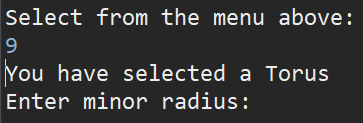 Select from the menu above:
9
You have selected a Torus
Enter minor radius: